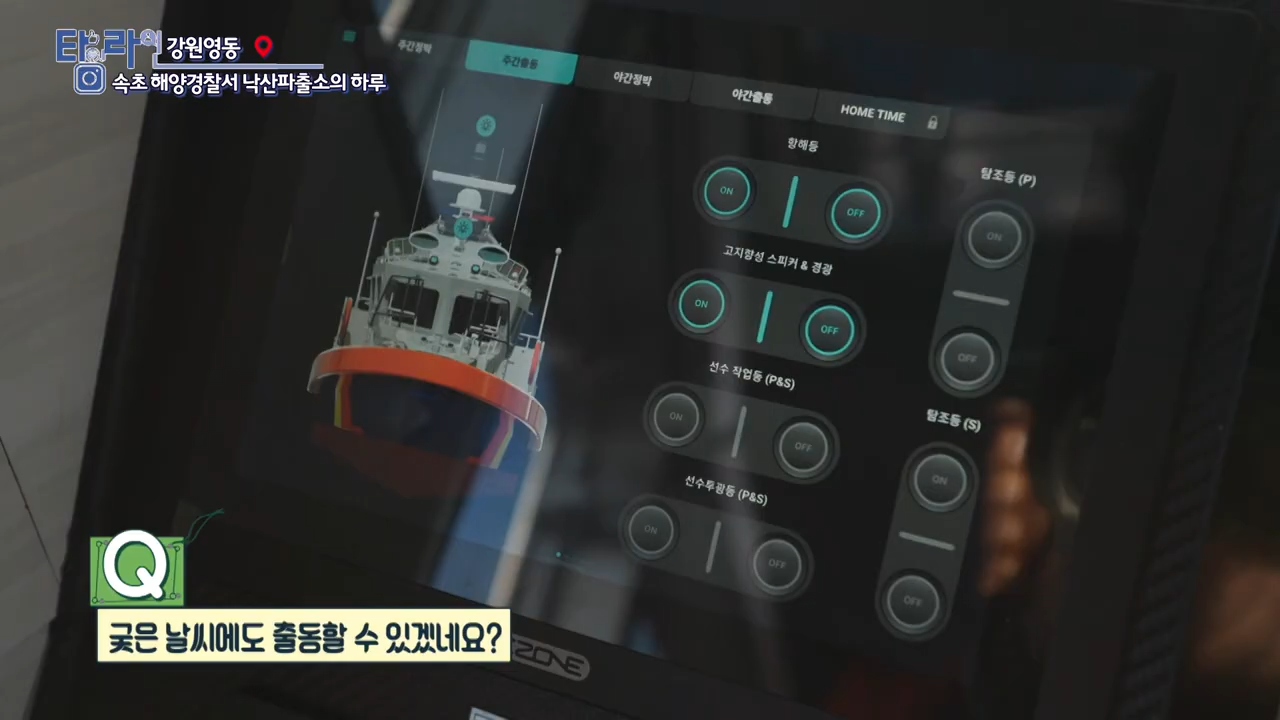 타라의 강원영동
속초 해양경찰서 낙산파출소의 하루
주간정박
주간출동
야간정박
야간출동
HOME TIME
항해등
ON
OFF
탐조등 (P)
ON
OFF
고지향성 스피커 & 경광
ON
OFF
선수 작업등 (P&S)
ON
OFF
탐조등 (S)
ON
OFF
선수투광등 (P&S)
ON
OFF
Q
궂은 날씨에도 출동할 수 있겠네요?
ZONE